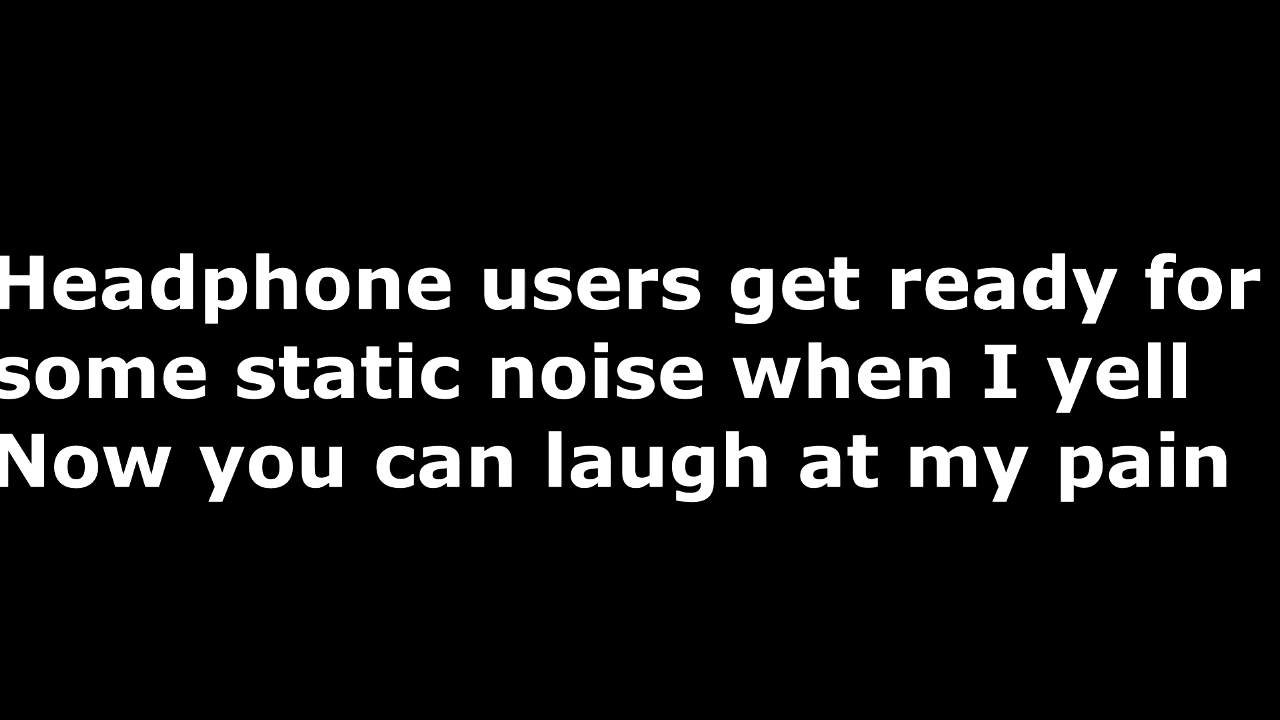 Headphone users get ready for
some static noise when I yell
Now you can laugh at my pain